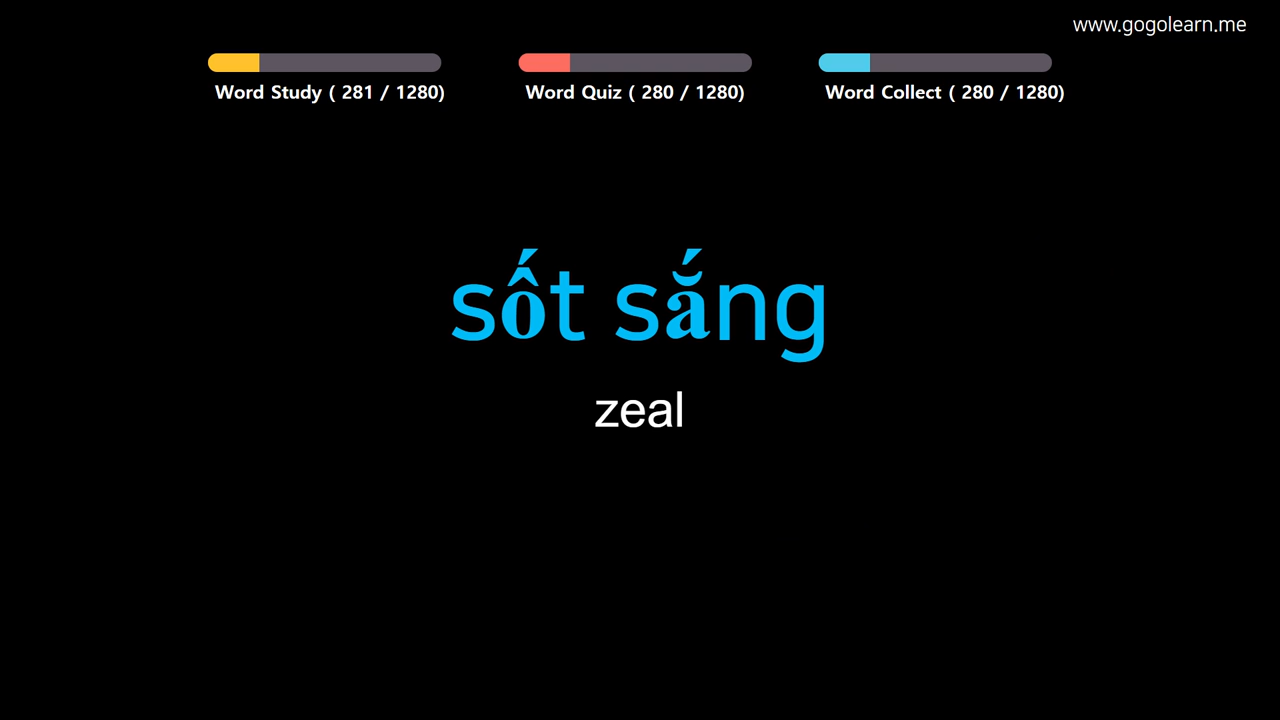 www.gogolearn.me
Word Study ( 281 / 1280)
Word Quiz ( 280 / 1280)
Word Collect ( 280 / 1280)
sốt sắng
zeal